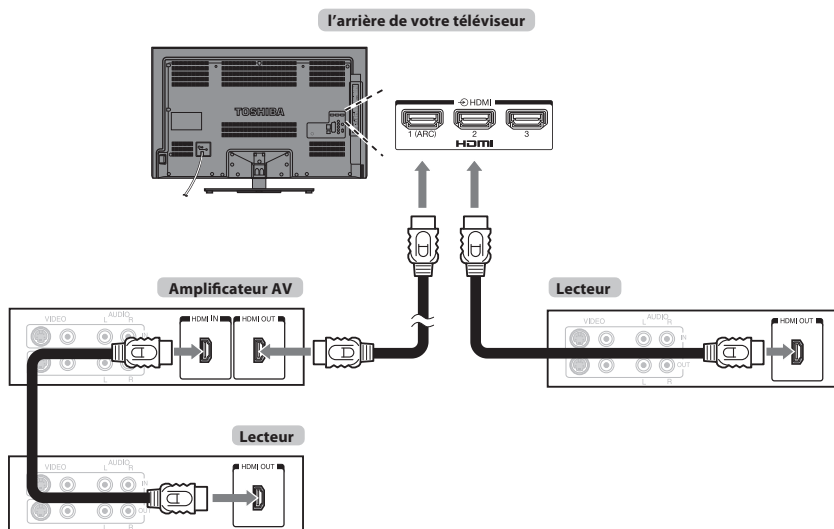 l'arrière de votre téléviseur
TOSHIBA
HDMI
1 (ARC)
2
3
HDMI
Amplificateur AV
VIDEO
AUDIO
L
R
IN
L
R
HDMI IN
HDMI OUT
Lecteur
VIDEO
AUDIO
L
R
IN
OUT
L
R
HDMI OUT
Lecteur
VIDEO
AUDIO
L
R
IN
OUT
L
R
HDMI OUT